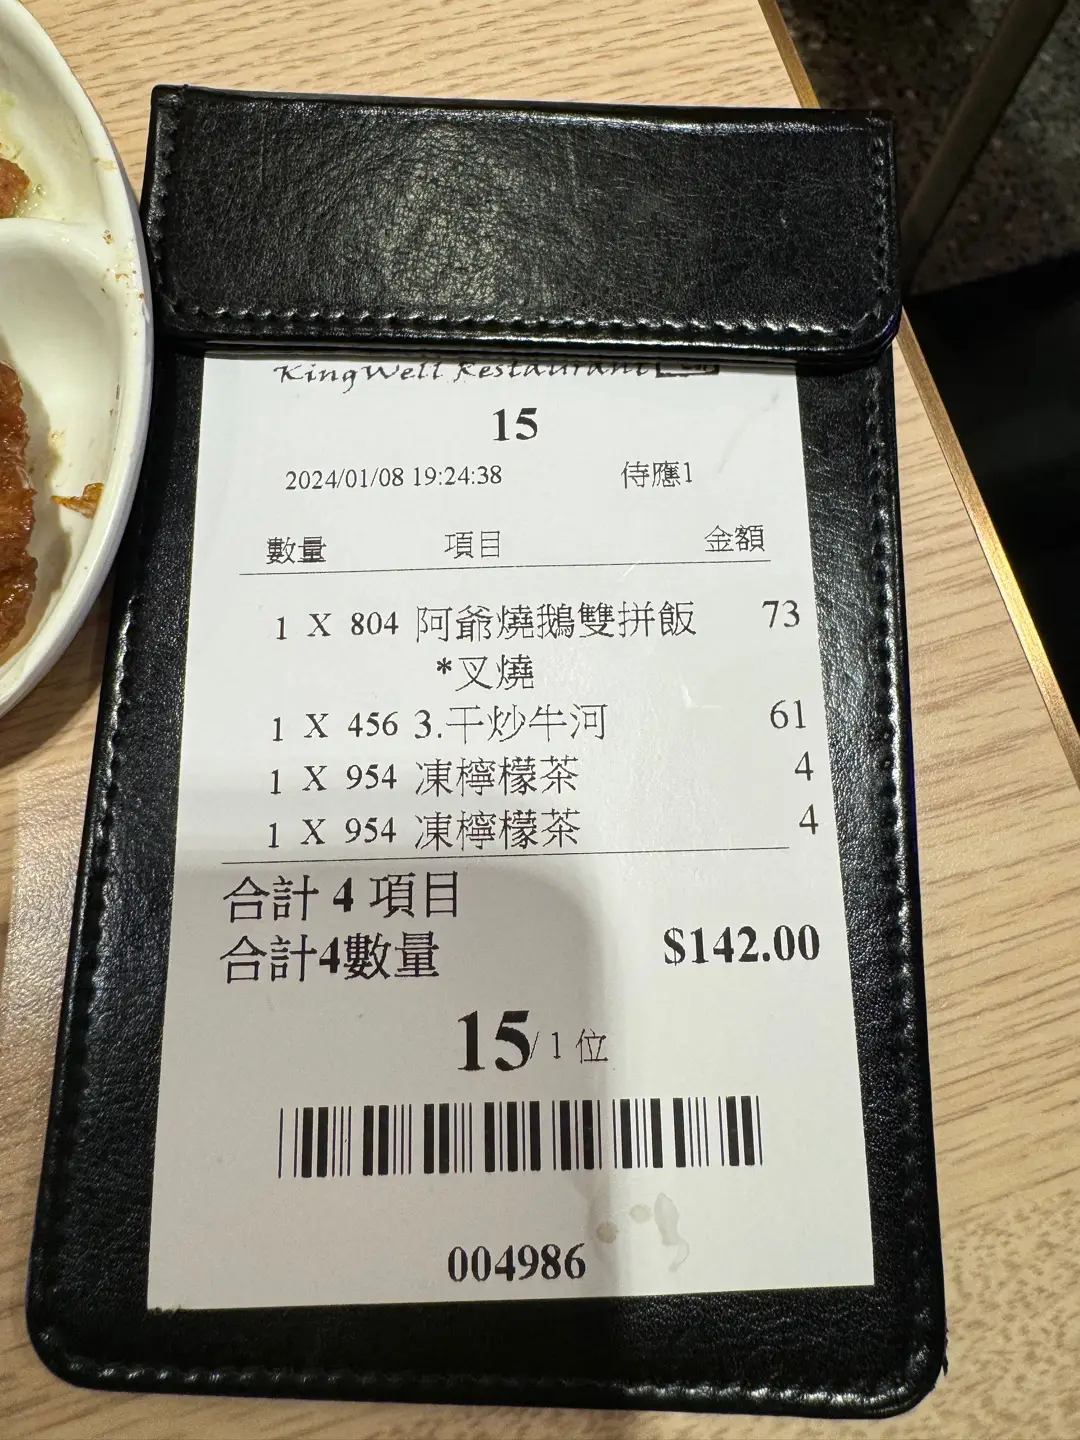 KingWell Restaurant
15
2024/01/08 19:24:38 侍應1
數量 項目 金額
1 X 804 阿爺燒鵝雙拼飯 73
*叉燒
1 X 456 3.干炒牛河 61
1 X 954 凍檸檬茶 4
1 X 954 凍檸檬茶 4
合計 4 項目
合計4數量 $142.00
15/ 1 位
004986